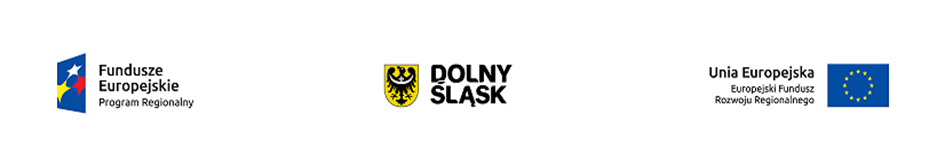 Fundusze
Europejskie
Program Regionalny
DOLNY
ŚLĄSK
Unia Europejska
Europejski Fundusz
Rozwoju Regionalnego